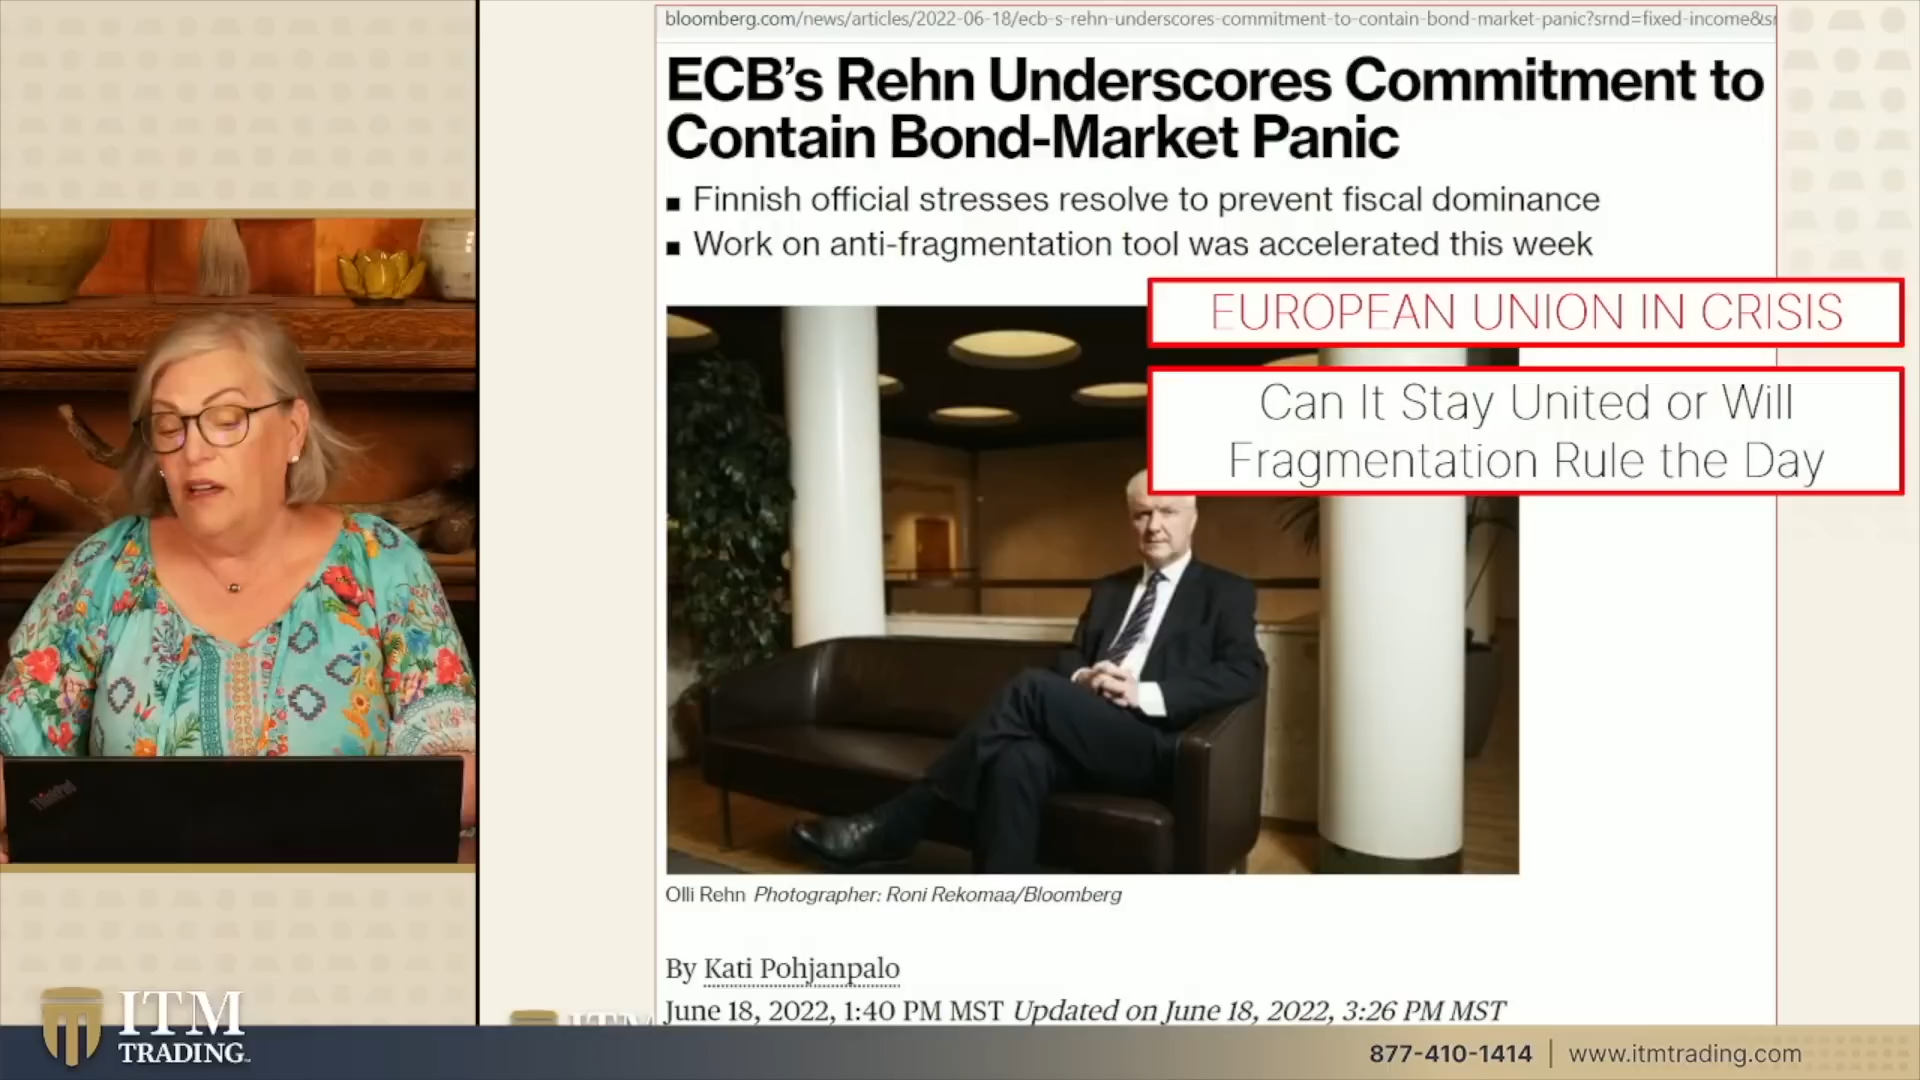 bloomberg.com/news/articles/2022-06-18/ecb-s-rehn-underscores-commitment-to-contain-bond-market-panic?srnd=fixed-income&sr
ECB's Rehn Underscores Commitment to
Contain Bond-Market Panic
▪ Finnish official stresses resolve to prevent fiscal dominance
▪ Work on anti-fragmentation tool was accelerated this week
EUROPEAN UNION IN CRISIS
Can It Stay United or Will
Fragmentation Rule the Day
ThinkPad
Olli Rehn Photographer: Roni Rekomaa/Bloomberg
By Kati Pohjanpalo
June 18, 2022, 1:40 PM MST Updated on June 18, 2022, 3:26 PM MST
ITM
TRADING
ITM
877-410-1414 | www.itmtrading.com